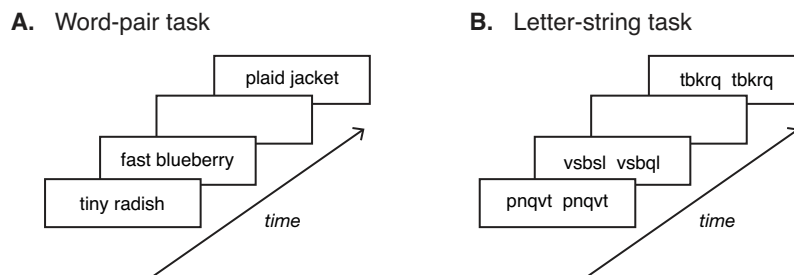 A. Word-pair task
plaid jacket
fast blueberry
tiny radish
time
B. Letter-string task
tbkrq tbkrq
vsbsl vsbql
pnqvt pnqvt
time